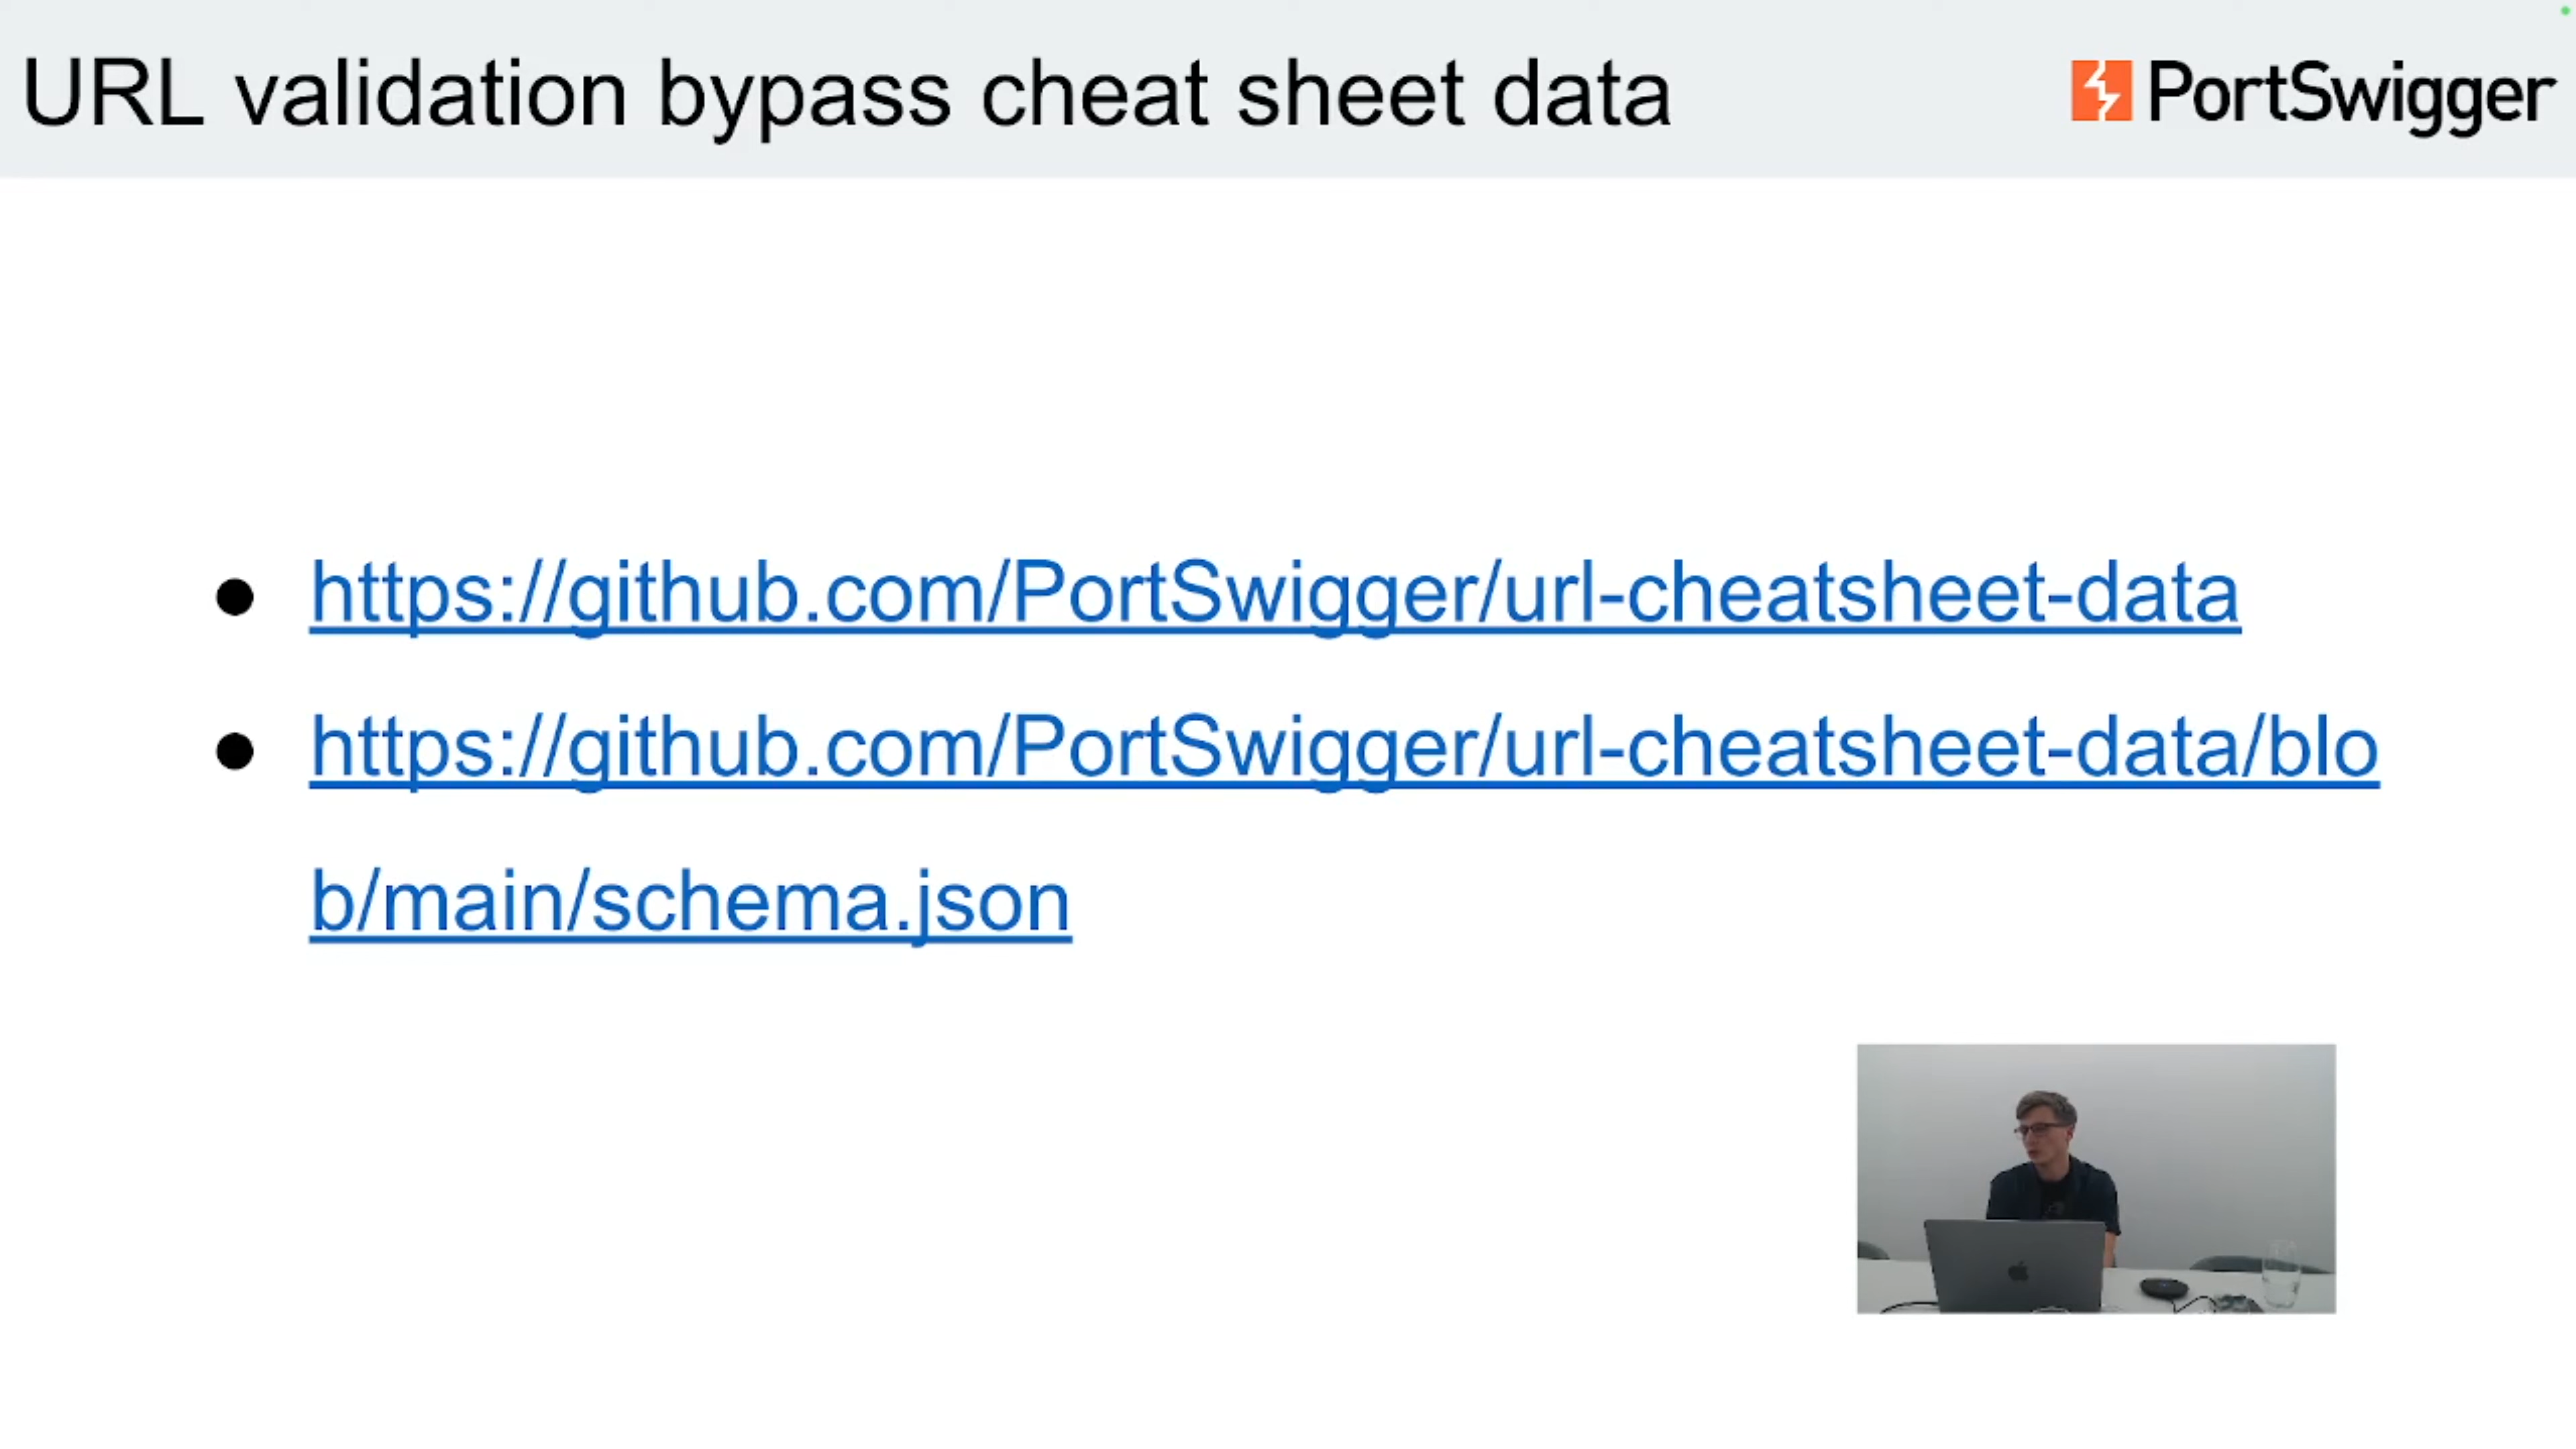 URL validation bypass cheat sheet data
PortSwigger
https://github.com/PortSwigger/url-cheatsheet-data
https://github.com/PortSwigger/url-cheatsheet-data/blo
b/main/schema.json